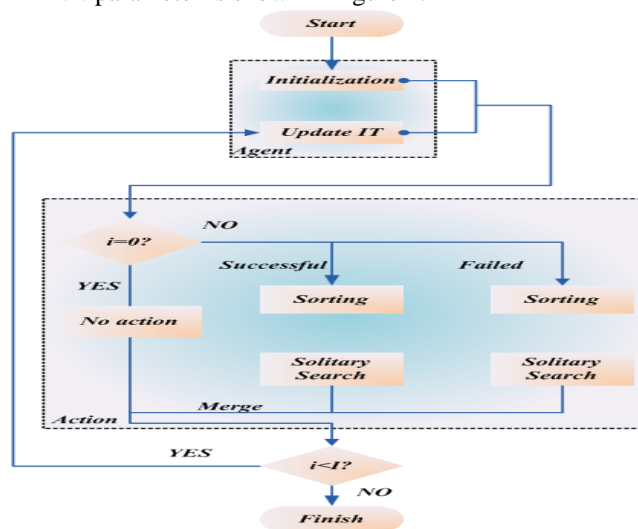 Start
Initialization
Update IT
Agent
i=0?
NO
Successful
Failed
YES
Sorting
Sorting
No action
Solitary
Search
Solitary
Search
Merge
Action
YES
i<I?
NO
Finish